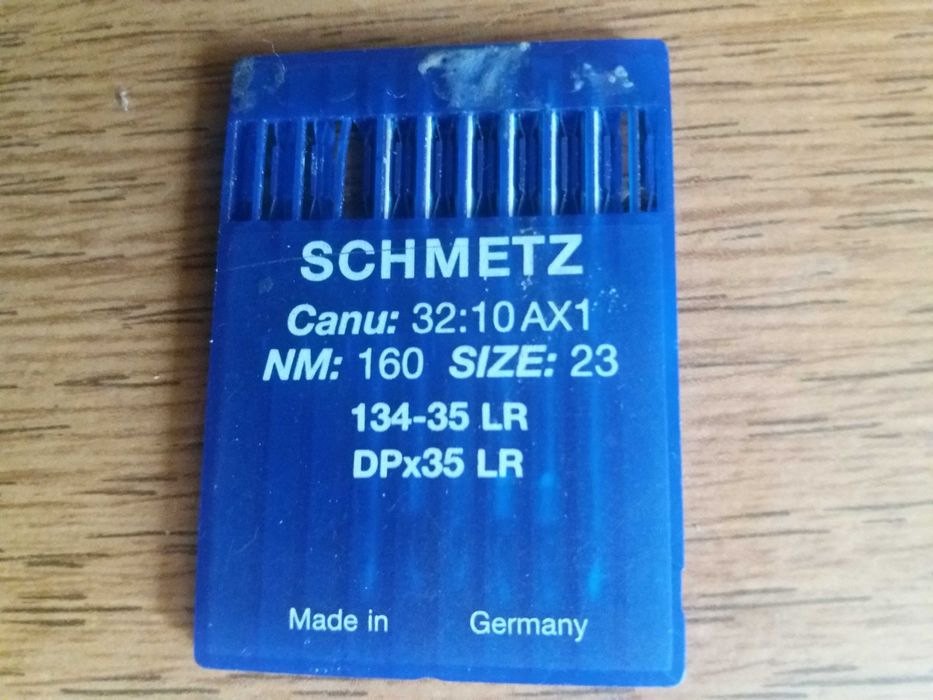 SCHMETZ
Canu: 32:10 AX1
NM: 160 SIZE: 23
134-35 LR
DPx35 LR
Made in Germany